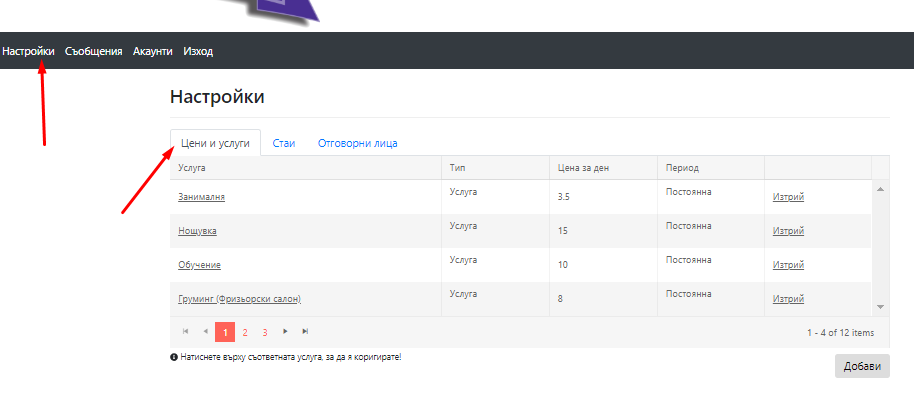 Настройки Съобщения Акаунти Изход
Настройки
Цени и услуги Стаи Отговорни лица
Услуга Тип Цена за ден Период
Занималня Услуга 3.5 Постоянна Изтрий
Нощувка Услуга 15 Постоянна Изтрий
Обучение Услуга 10 Постоянна Изтрий
Груминг (Фризьорски салон) Услуга 8 Постоянна Изтрий
1 2 3 1 - 4 of 12 items
Натиснете върху съответната услуга, за да я коригирате!
Добави